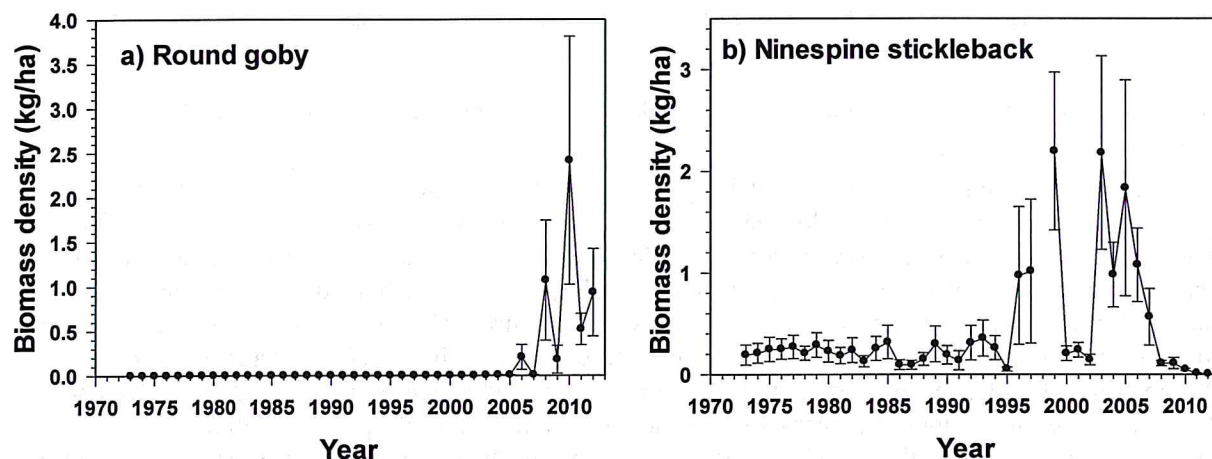 a) Round goby
Biomass density (kg/ha)
4.0
3.5
3.0
2.5
2.0
1.5
1.0
0.5
0.0
1970 1975 1980 1985 1990 1995 2000 2005 2010
Year
b) Ninespine stickleback
Biomass density (kg/ha)
3
2
1
0
1970 1975 1980 1985 1990 1995 2000 2005 2010
Year